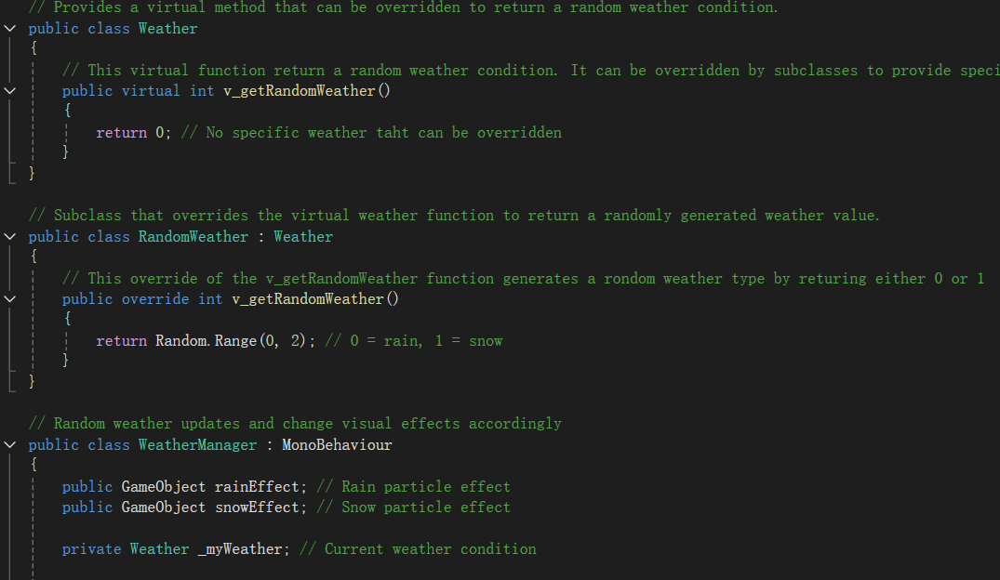 // Provides a virtual method that can be overridden to return a random weather condition.
public class Weather
{
// This virtual function return a random weather condition. It can be overridden by subclasses to provide speci
public virtual int v_getRandomWeather()
{
return 0; // No specific weather taht can be overridden
}
}
// Subclass that overrides the virtual weather function to return a randomly generated weather value.
public class RandomWeather : Weather
{
// This override of the v_getRandomWeather function generates a rondom weather type by returing either 0 or 1
public override int v_getRandomWeather()
{
return Random.Range(0, 2); // 0 = rain, 1 = snow
}
}
// Random weather updates and change visual effects accordingly
public class WeatherManager : MonoBehaviour
{
public GameObject rainEffect; // Rain particle effect
public GameObject snowEffect; // Snow particle effect
private Weather _myWeather; // Current weather condition